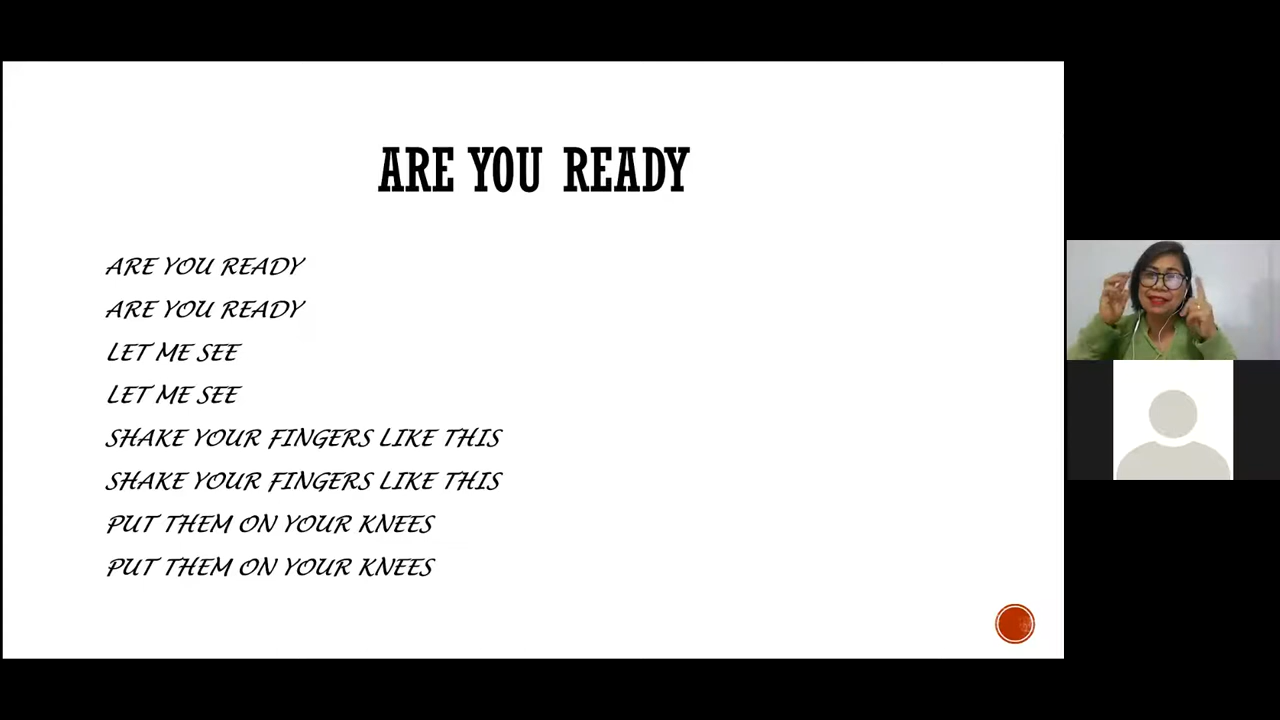 ARE YOU READY
ARE YOU READY
ARE YOU READY
LET ME SEE
LET ME SEE
SHAKE YOUR FINGERS LIKE THIS
SHAKE YOUR FINGERS LIKE THIS
PUT THEM ON YOUR KNEES
PUT THEM ON YOUR KNEES